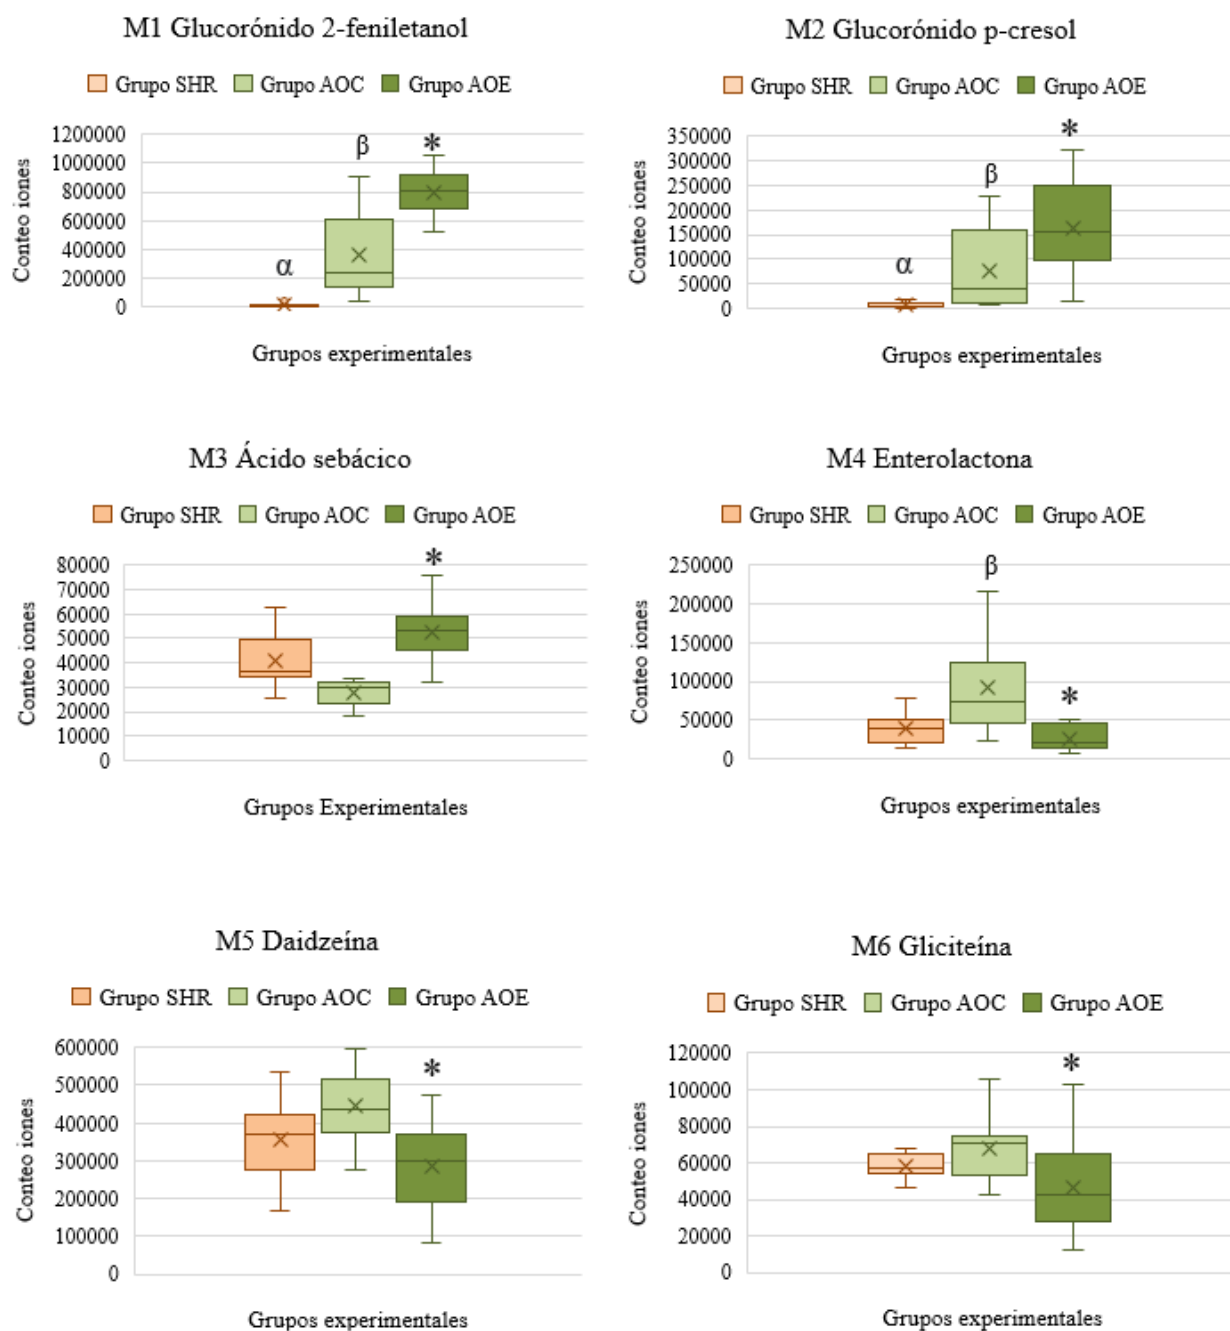 M1 Glucorónido 2-feniletanol
Grupo SHR Grupo AOC Grupo AOE
Conteo iones
1200000
1000000
800000
600000
400000
200000
0
α
β
*
Grupos experimentales
M2 Glucorónido p-cresol
Grupo SHR Grupo AOC Grupo AOE
Conteo iones
350000
300000
250000
200000
150000
100000
50000
0
α
β
*
Grupos experimentales
M3 Ácido sebácico
Grupo SHR Grupo AOC Grupo AOE
Conteo iones
80000
70000
60000
50000
40000
30000
20000
10000
0
*
Grupos Experimentales
M4 Enterolactona
Grupo SHR Grupo AOC Grupo AOE
Conteo iones
250000
200000
150000
100000
50000
0
β
*
Grupos experimentales
M5 Daidzeína
Grupo SHR Grupo AOC Grupo AOE
Conteo iones
600000
500000
400000
300000
200000
100000
0
*
Grupos experimentales
M6 Gliciteína
Grupo SHR Grupo AOC Grupo AOE
Conteo iones
120000
100000
80000
60000
40000
20000
0
*
Grupos experimentales